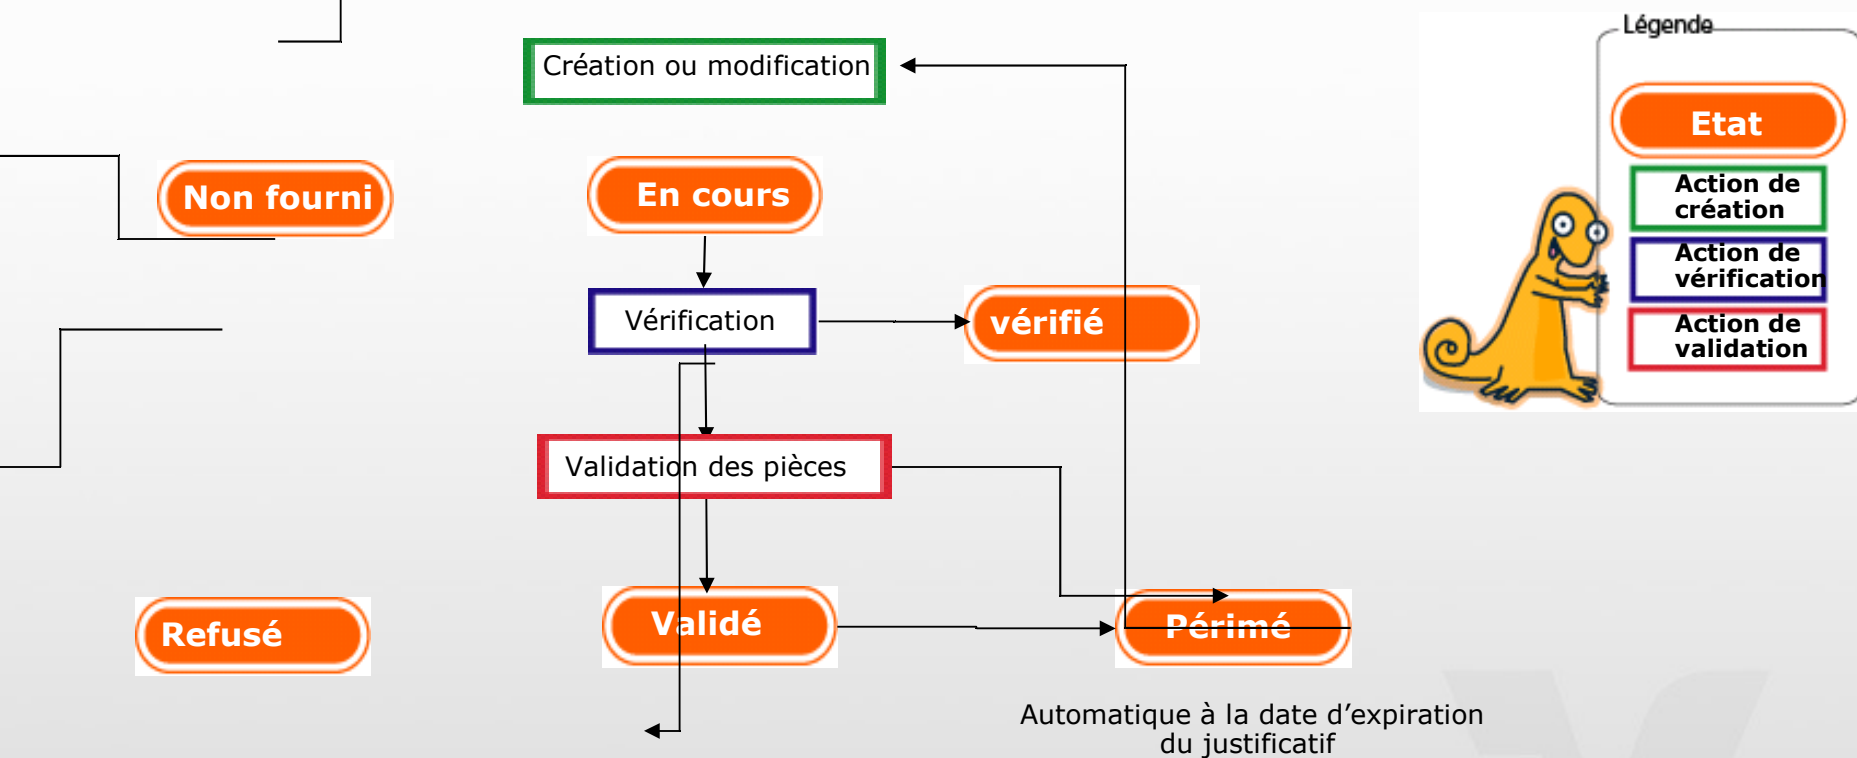 Légende
Création ou modification
Etat
Non fourni
En cours
Action de
création
Action de
vérification
Vérification
vérifié
Action de
validation
Validation des pièces
Refusé
Validé
Périmé
Automatique à la date d’expiration
du justificatif